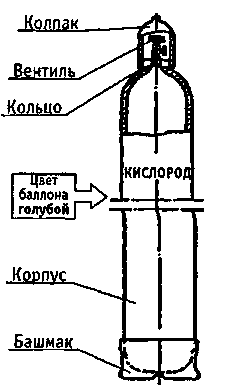 Колпак
Вентиль
Кольцо
КИСЛОРОД
Цвет
баллона
голубой
Корпус
Башмак